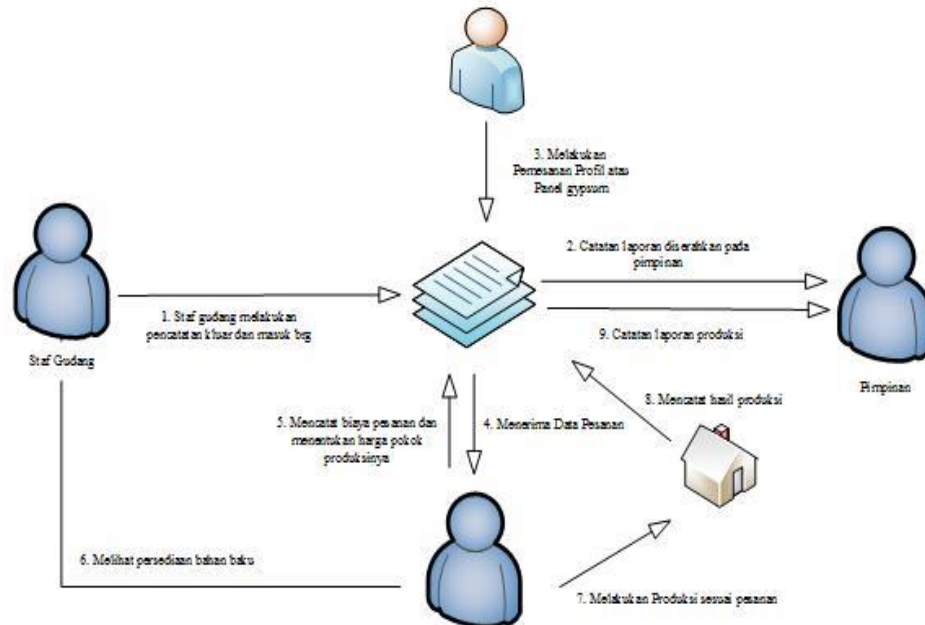 3. Melakukan
Pemesanan Profil atas
Panel gypsum
2. Catatan laporan diserahkan pada
pimpinan
1. Staf gudang melakukan
pencatatan kluar dan masuk brg
9. Catatan laporan produksi
Staf Gudang
Pimpinan
5. Mencatat biaya pesanan dan
menentukan harga pokok
produksinya
4. Menerima Data Pesanan
8. Mencatat hasil produksi
6. Melihat persediaan bahan baku
7. Melakukan Produksi sesuai pesanan